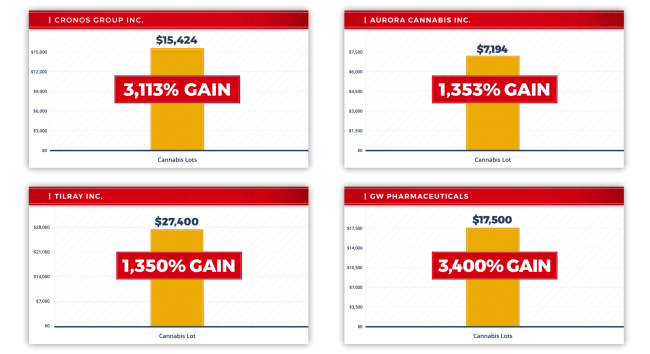 | CRONOS GROUP INC.
$15,424
$15,000
$12,000
$9,000
$6,000
$3,000
$0
3,113% GAIN
Cannabis Lots
| AURORA CANNABIS INC.
$7,194
$7,500
$6,000
$4,500
$3,000
$1,500
$0
1,353% GAIN
Cannabis Lot
| TILRAY INC.
$27,400
$28,000
$21,000
$14,000
$7,000
$0
1,350% GAIN
Cannabis Lot
| GW PHARMACEUTICALS
$17,500
$17,500
$14,000
$10,500
$7,000
$3,500
$0
3,400% GAIN
Cannabis Lots